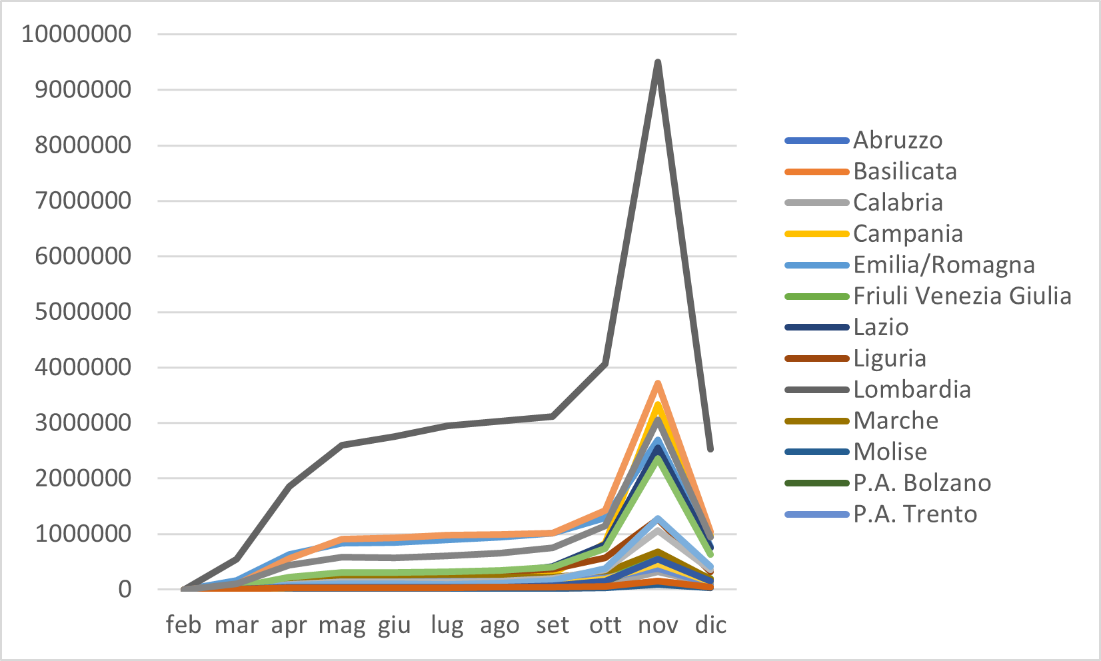 10000000
9000000
8000000
7000000
6000000
5000000
4000000
3000000
2000000
1000000
0
feb mar apr mag giu lug ago set ott nov dic
Abruzzo
Basilicata
Calabria
Campania
Emilia/Romagna
Friuli Venezia Giulia
Lazio
Liguria
Lombardia
Marche
Molise
P.A. Bolzano
P.A. Trento